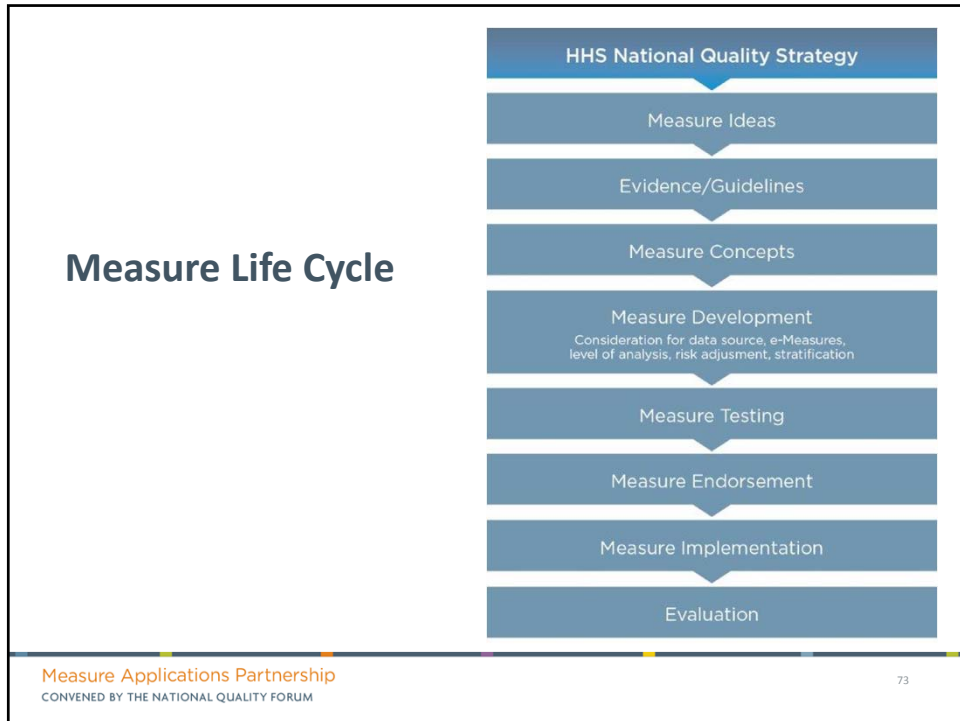 Measure Life Cycle
HHS National Quality Strategy
Measure Ideas
Evidence/Guidelines
Measure Concepts
Measure Development
Consideration for data source, e-Measures,
level of analysis, risk adjusment, stratification
Measure Testing
Measure Endorsement
Measure Implementation
Evaluation
Measure Applications Partnership
CONVENED BY THE NATIONAL QUALITY FORUM
73